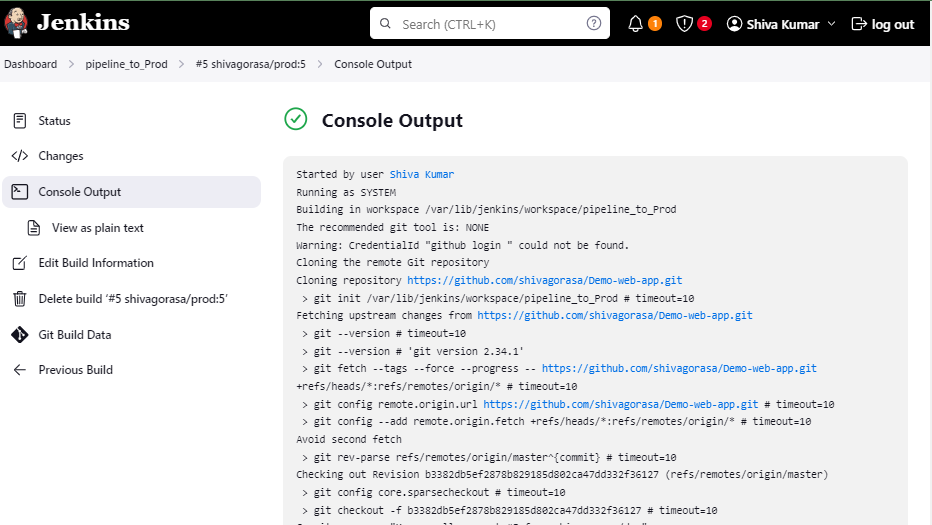 Jenkins
Search (CTRL+K)
1
2
Shiva Kumar
log out
Dashboard > pipeline_to_Prod > #5 shivagorasa/prod:5 > Console Output
Status
Changes
Console Output
View as plain text
Edit Build Information
Delete build '#5 shivagorasa/prod:5'
Git Build Data
Previous Build
Console Output
Started by user Shiva Kumar
Running as SYSTEM
Building in workspace /var/lib/jenkins/workspace/pipeline_to_Prod
The recommended git tool is: NONE
Warning: CredentialId "github login " could not be found.
Cloning the remote Git repository
Cloning repository https://github.com/shivagorasa/Demo-web-app.git
 > git init /var/lib/jenkins/workspace/pipeline_to_Prod # timeout=10
Fetching upstream changes from https://github.com/shivagorasa/Demo-web-app.git
 > git --version # timeout=10
 > git --version # 'git version 2.34.1'
 > git fetch --tags --force --progress -- https://github.com/shivagorasa/Demo-web-app.git
+refs/heads/*:refs/remotes/origin/* # timeout=10
 > git config remote.origin.url https://github.com/shivagorasa/Demo-web-app.git # timeout=10
 > git config --add remote.origin.fetch +refs/heads/*:refs/remotes/origin/* # timeout=10
Avoid second fetch
 > git rev-parse refs/remotes/origin/master^{commit} # timeout=10
Checking out Revision b3382db5ef2878b829185d802ca47dd332f36127 (refs/remotes/origin/master)
 > git config core.sparsecheckout # timeout=10
 > git checkout -f b3382db5ef2878b829185d802ca47dd332f36127 # timeout=10